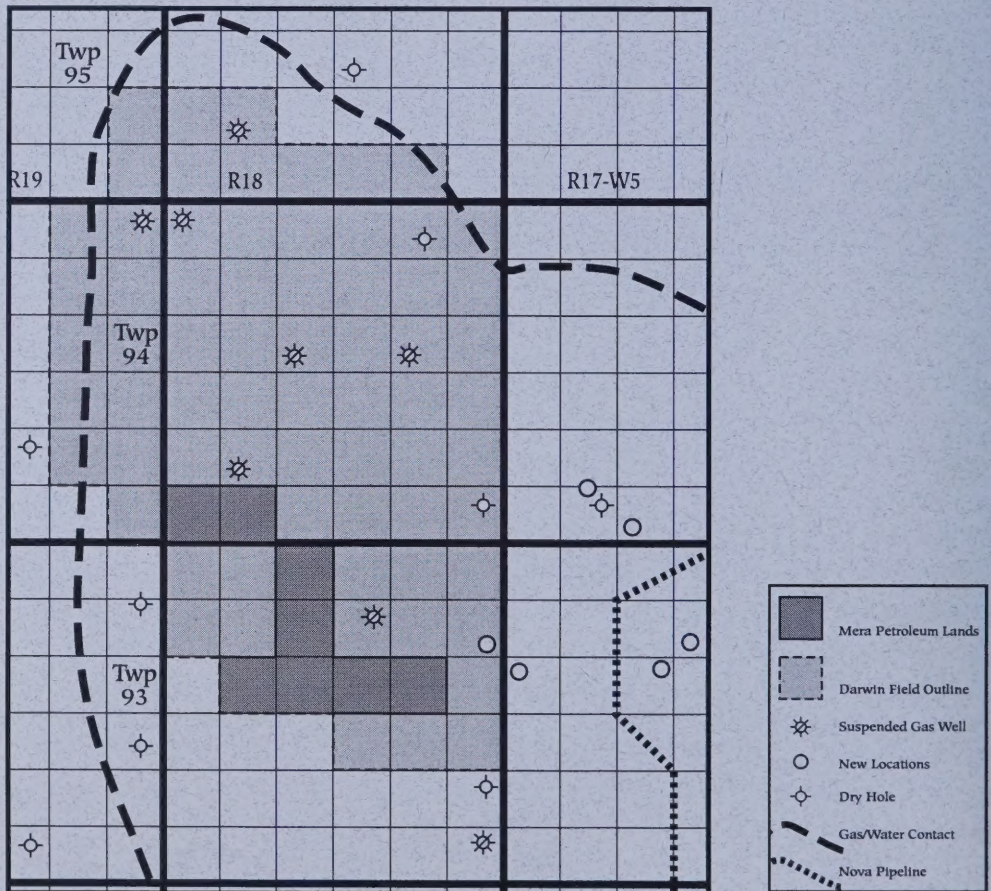 Twp
95
R19
R18
R17-W5
Twp
94
Twp
93
Mera Petroleum Lands
Darwin Field Outline
Suspended Gas Well
New Locations
Dry Hole
Gas/Water Contact
Nova Pipeline